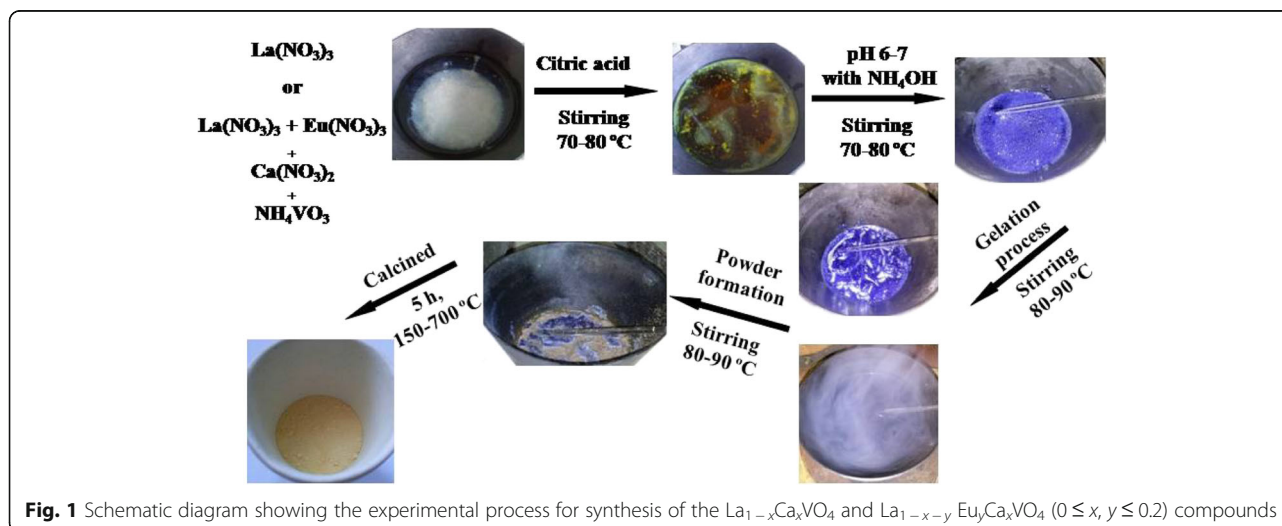 La(NO₃)₃
or
La(NO₃)₃ + Eu(NO₃)₃
+
Ca(NO₃)₂
+
NH₄VO₃
Citric acid
Stirring
70-80 °C
pH 6-7
with NH₄OH
Stirring
70-80 °C
Gelation
process
Stirring
80-90 °C
Powder
formation
Stirring
80-90 °C
Calcined
5 h,
150-700 °C
Fig. 1 Schematic diagram showing the experimental process for synthesis of the La₁₋ₓCaₓVO₄ and La₁₋ₓ₋ᵧ EuᵧCaₓVO₄ (0 ≤ x, y ≤ 0.2) compounds